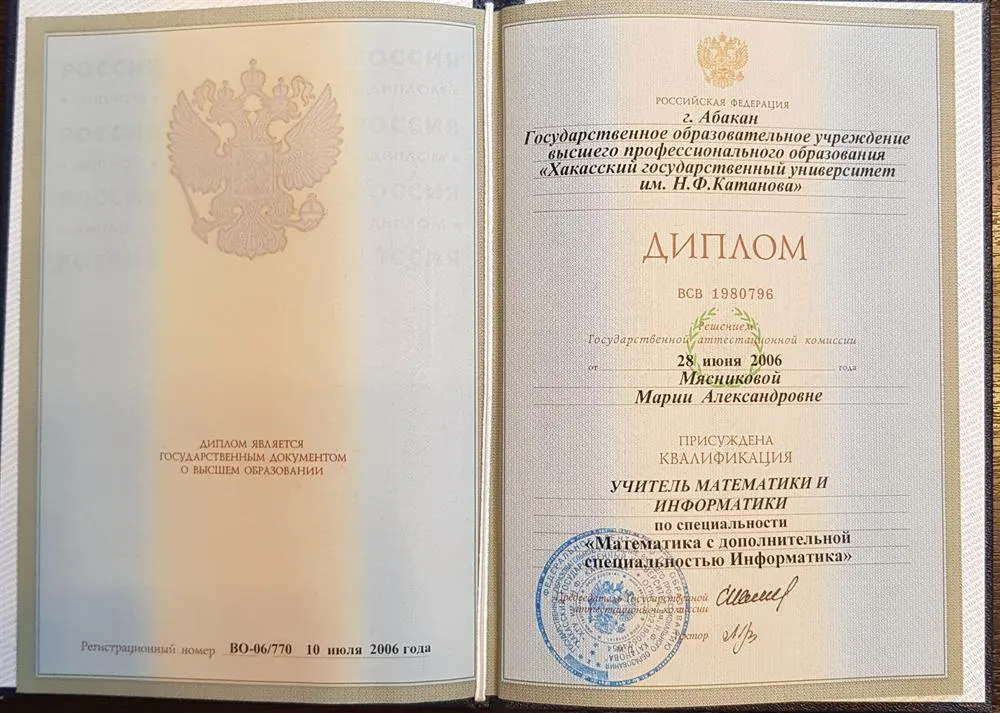 ДИПЛОМ ЯВЛЯЕТСЯ
ГОСУДАРСТВЕННЫМ ДОКУМЕНТОМ
О ВЫСШЕМ ОБРАЗОВАНИИ
Регистрационный номер ВО-06/770 10 июля 2006 года
РОССИЙСКАЯ ФЕДЕРАЦИЯ
г. Абакан
Государственное образовательное учреждение
высшего профессионального образования
«Хакасский государственный университет
им. Н.Ф.Катанова»
ДИПЛОМ
ВСВ 1980796
Решением
Государственной аттестационной комиссии
от 28 июня 2006 года
Мясниковой
Марии Александровне
ПРИСУЖДЕНА
КВАЛИФИКАЦИЯ
УЧИТЕЛЬ МАТЕМАТИКИ И
ИНФОРМАТИКИ
по специальности
«Математика с дополнительной
специальностью Информатика»
Председатель Государственной
аттестационной комиссии